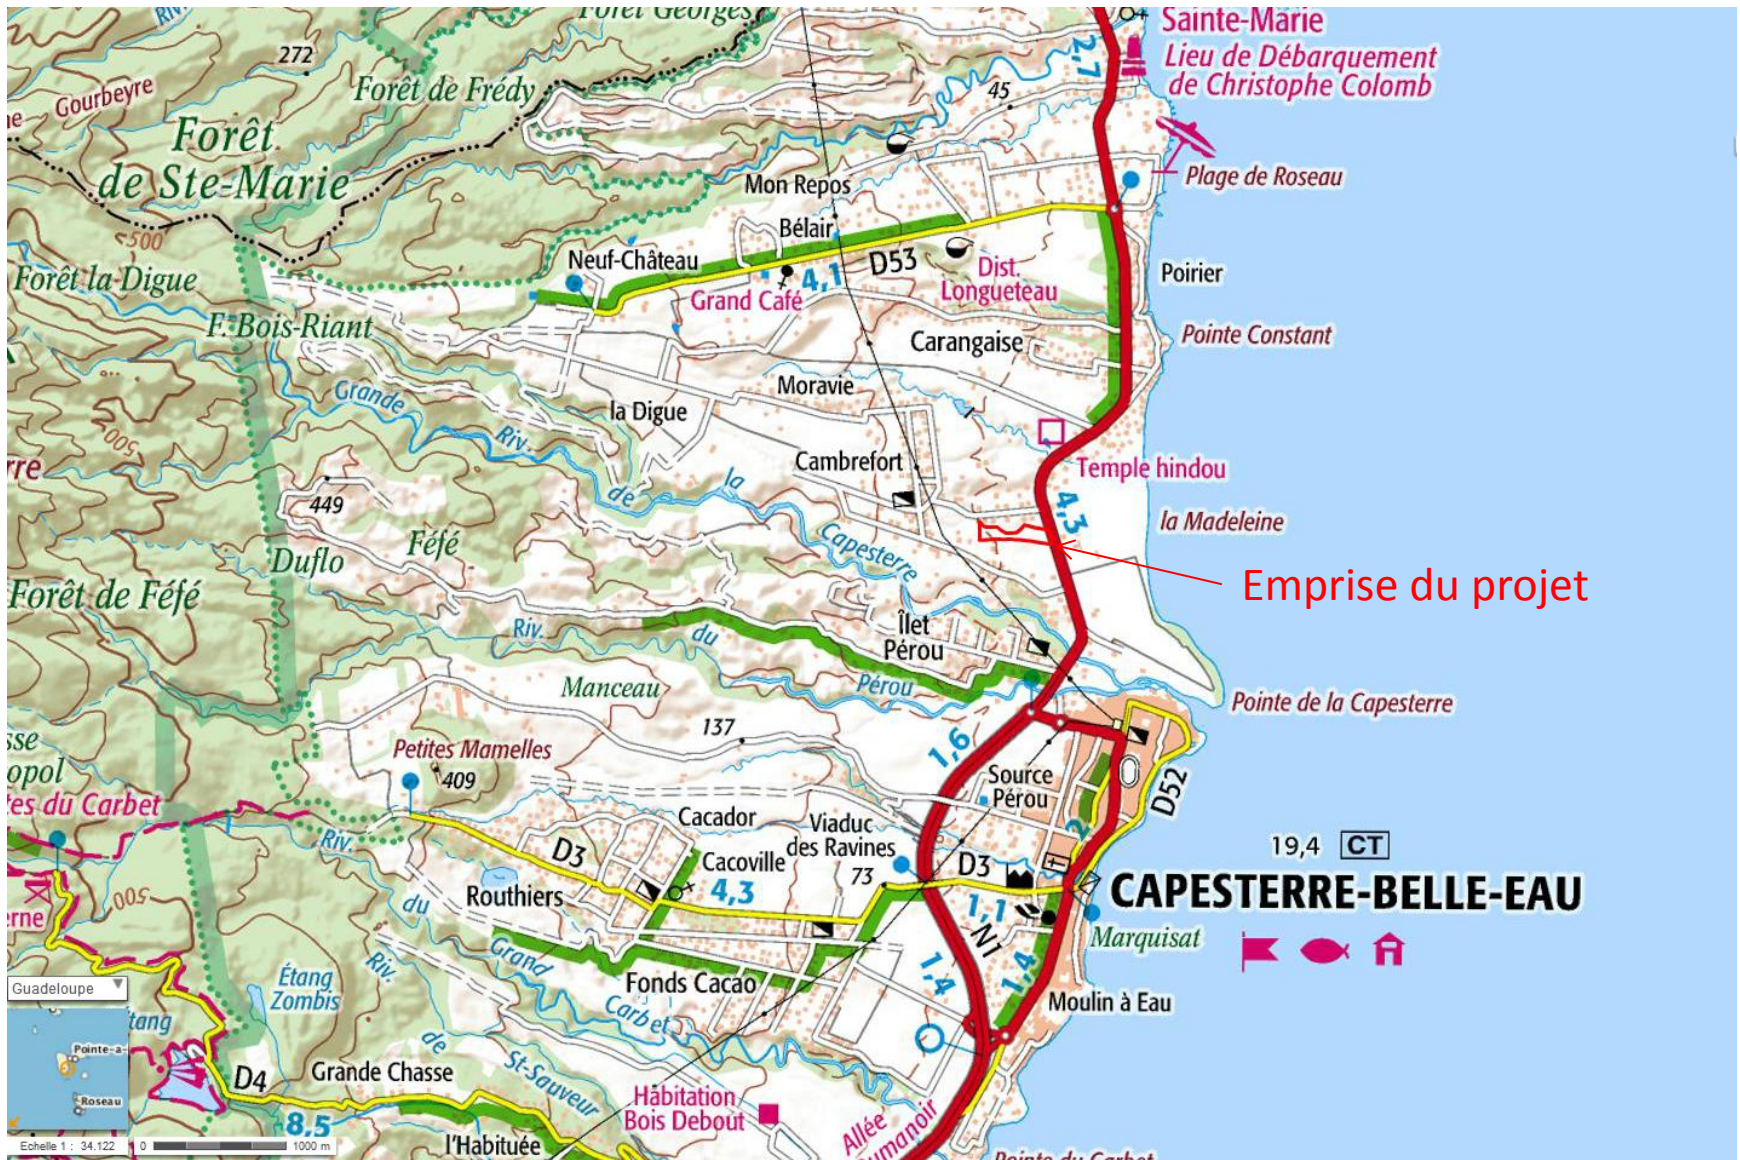 Forêt Georges
Sainte-Marie
Lieu de Débarquement
de Christophe Colomb
Riv.
272
2,7
Gourbeyre
Forêt de Frédy
45
Forêt
de Ste-Marie
Plage de Roseau
Mon Repos
Bélair
500
Neuf-Château
D53
4,1
Dist.
Longueteau
Poirier
Forêt la Digue
Grand Café
F. Bois-Riant
Carangaise
Pointe Constant
Moravie
Grande
Riv.
de
la
Capesterre
la Digue
500
Cambrefort
Temple hindou
449
4,3
la Madeleine
Féfé
Duflo
Emprise du projet
Forêt de Féfé
Îlet
Pérou
Riv.
du
Pérou
Manceau
Pointe de la Capesterre
137
1,6
Petites Mamelles
409
Source
Pérou
D52
2
Cacador
Viaduc
des Ravines
73
19,4 CT
CAPESTERRE-BELLE-EAU
D3
Cacoville
4,3
D3
Routhiers
1,1
N1
Marquisat
500
Riv.
du
Grand
Carbet
Fonds Cacao
1,4
1,4
Moulin à Eau
Étang
Zombis
Guadeloupe
Riv.
de
St-Sauveur
Pointe-a-
Roseau
D4
Grande Chasse
8,5
l'Habituée
Habitation
Bois Debout
Allée
Echelle 1 : 34.122
0
1000 m